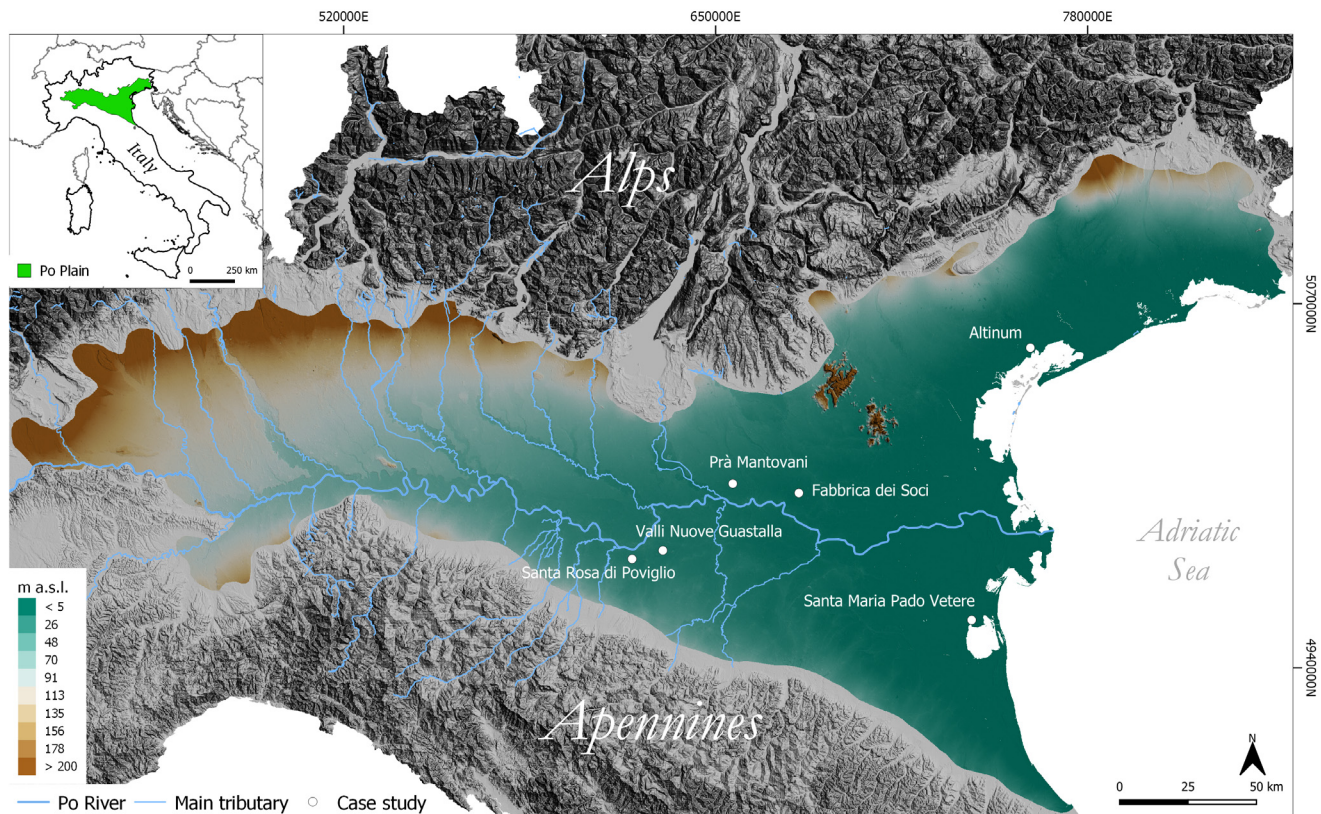 520000E
650000E
780000E
Italy
Po Plain
0 250 km
Alps
5070000N
Altinum
Prà Mantovani
Fabbrica dei Soci
Valli Nuove Guastalla
Santa Rosa di Poviglio
Adriatic
Sea
Santa Maria Pado Vetere
4940000N
Apennines
m a.s.l.
< 5
26
48
70
91
113
135
156
178
> 200
N
0 25 50 km
Po River
Main tributary
Case study